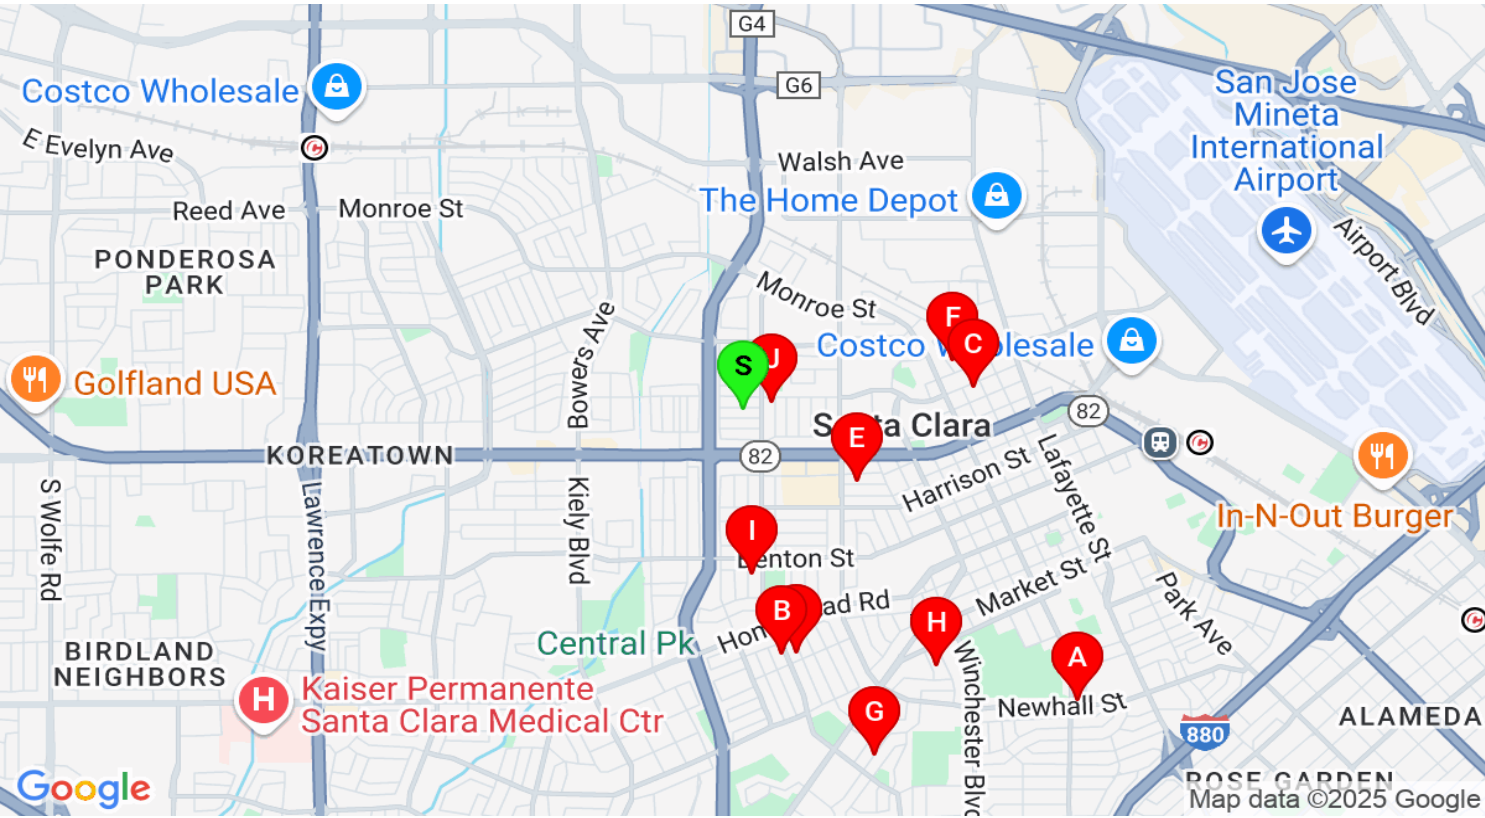 G4
G6
Costco Wholesale
San Jose
Mineta
International
Airport
E Evelyn Ave
Walsh Ave
The Home Depot
Reed Ave
Monroe St
Airport Blvd
PONDEROSA
PARK
Monroe St
Bowers Ave
F
C
Costco Wholesale
S
J
Golfland USA
82
Santa Clara
E
KOREATOWN
82
Harrison St
Lafayette St
S Wolfe Rd
Lawrence Expy
Kiely Blvd
In-N-Out Burger
I
Benton St
Market St
Park Ave
B
ad Rd
Hom
H
Central Pk
BIRDLAND
NEIGHBORS
Winchester Blvd
A
H
Kaiser Permanente
Santa Clara Medical Ctr
Newhall St
G
ALAMEDA
880
ROSE GARDEN
Google
Map data ©2025 Google